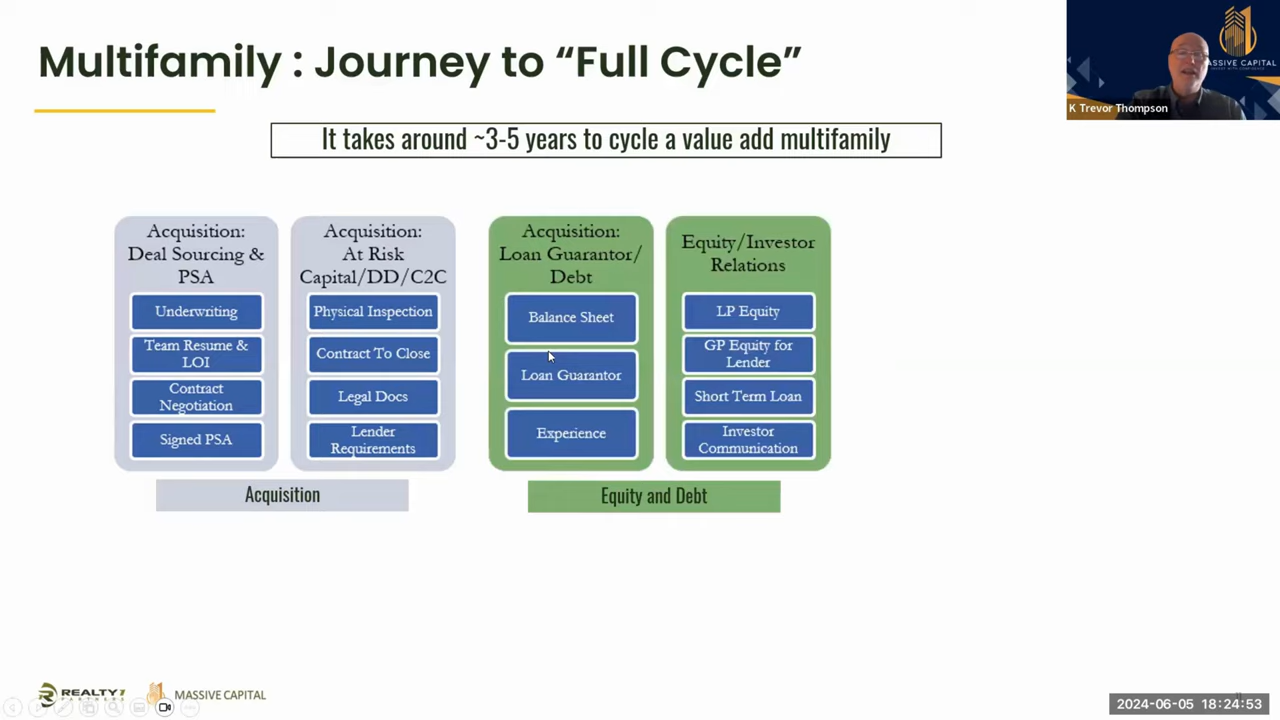 Multifamily : Journey to “Full Cycle”
MASSIVE CAPITAL
K Trevor Thompson
It takes around ~3-5 years to cycle a value add multifamily
Acquisition:
Deal Sourcing &
PSA
Underwriting
Team Resume &
LOI
Contract
Negotiation
Signed PSA
Acquisition:
At Risk
Capital/DD/C2C
Physical Inspection
Contract To Close
Legal Docs
Lender
Requirements
Acquisition
Acquisition:
Loan Guarantor/
Debt
Balance Sheet
Loan Guarantor
Experience
Equity/Investor
Relations
LP Equity
GP Equity for
Lender
Short Term Loan
Investor
Communication
Equity and Debt
REALTY
MASSIVE CAPITAL
2024-06-05 18:24:53